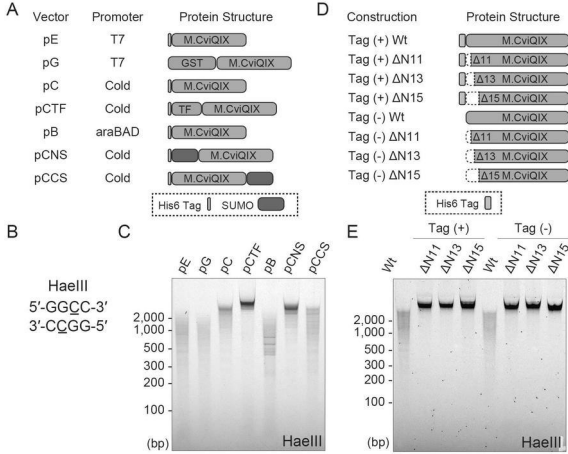 A
Vector Promoter Protein Structure
pE T7 M.CviQIX
pG T7 GST M.CviQIX
pC Cold M.CviQIX
pCTF Cold TF M.CviQIX
pB araBAD M.CviQIX
pCNS Cold M.CviQIX
pCCS Cold M.CviQIX
His6 Tag SUMO
B
HaeIII
5′-GGCC-3′
3′-CCGG-5′
C
pE pG pC pCTF pB pCNS pCCS
2,000
1,000
500
300
200
100
(bp)
HaeIII
D
Construction Protein Structure
Tag (+) Wt M.CviQIX
Tag (+) ΔN11 Δ11 M.CviQIX
Tag (+) ΔN13 Δ13 M.CviQIX
Tag (+) ΔN15 Δ15 M.CviQIX
Tag (-) Wt M.CviQIX
Tag (-) ΔN11 Δ11 M.CviQIX
Tag (-) ΔN13 Δ13 M.CviQIX
Tag (-) ΔN15 Δ15 M.CviQIX
His6 Tag
E
Tag (+) Tag (-)
Wt ΔN11 ΔN13 ΔN15 Wt ΔN11 ΔN13 ΔN15
2,000
1,000
500
300
200
100
(bp)
HaeIII